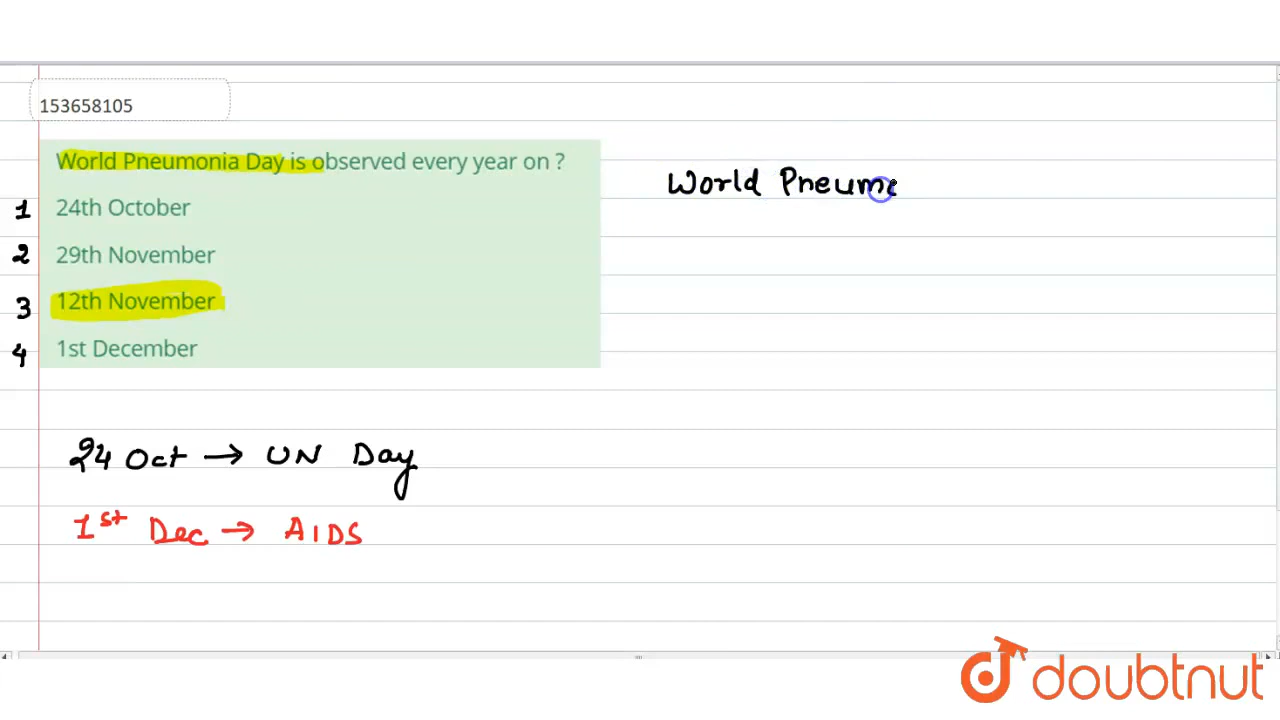 153658105
World Pneumonia Day is observed every year on ?
1 24th October
2 29th November
3 12th November
4 1st December
World Pneumo
24 Oct → UN Day
1st Dec → AIDS
doubtnut